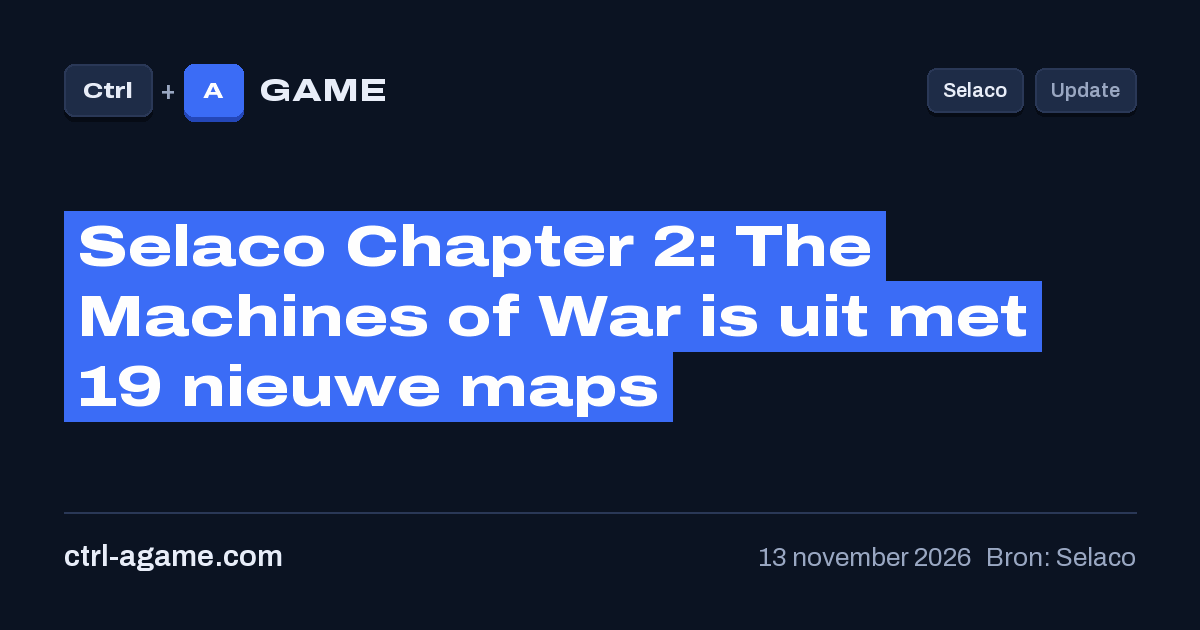 Ctrl + A GAME
Selaco Update
Selaco Chapter 2: The
Machines of War is uit met
19 nieuwe maps
ctrl-agame.com
13 november 2026 Bron: Selaco